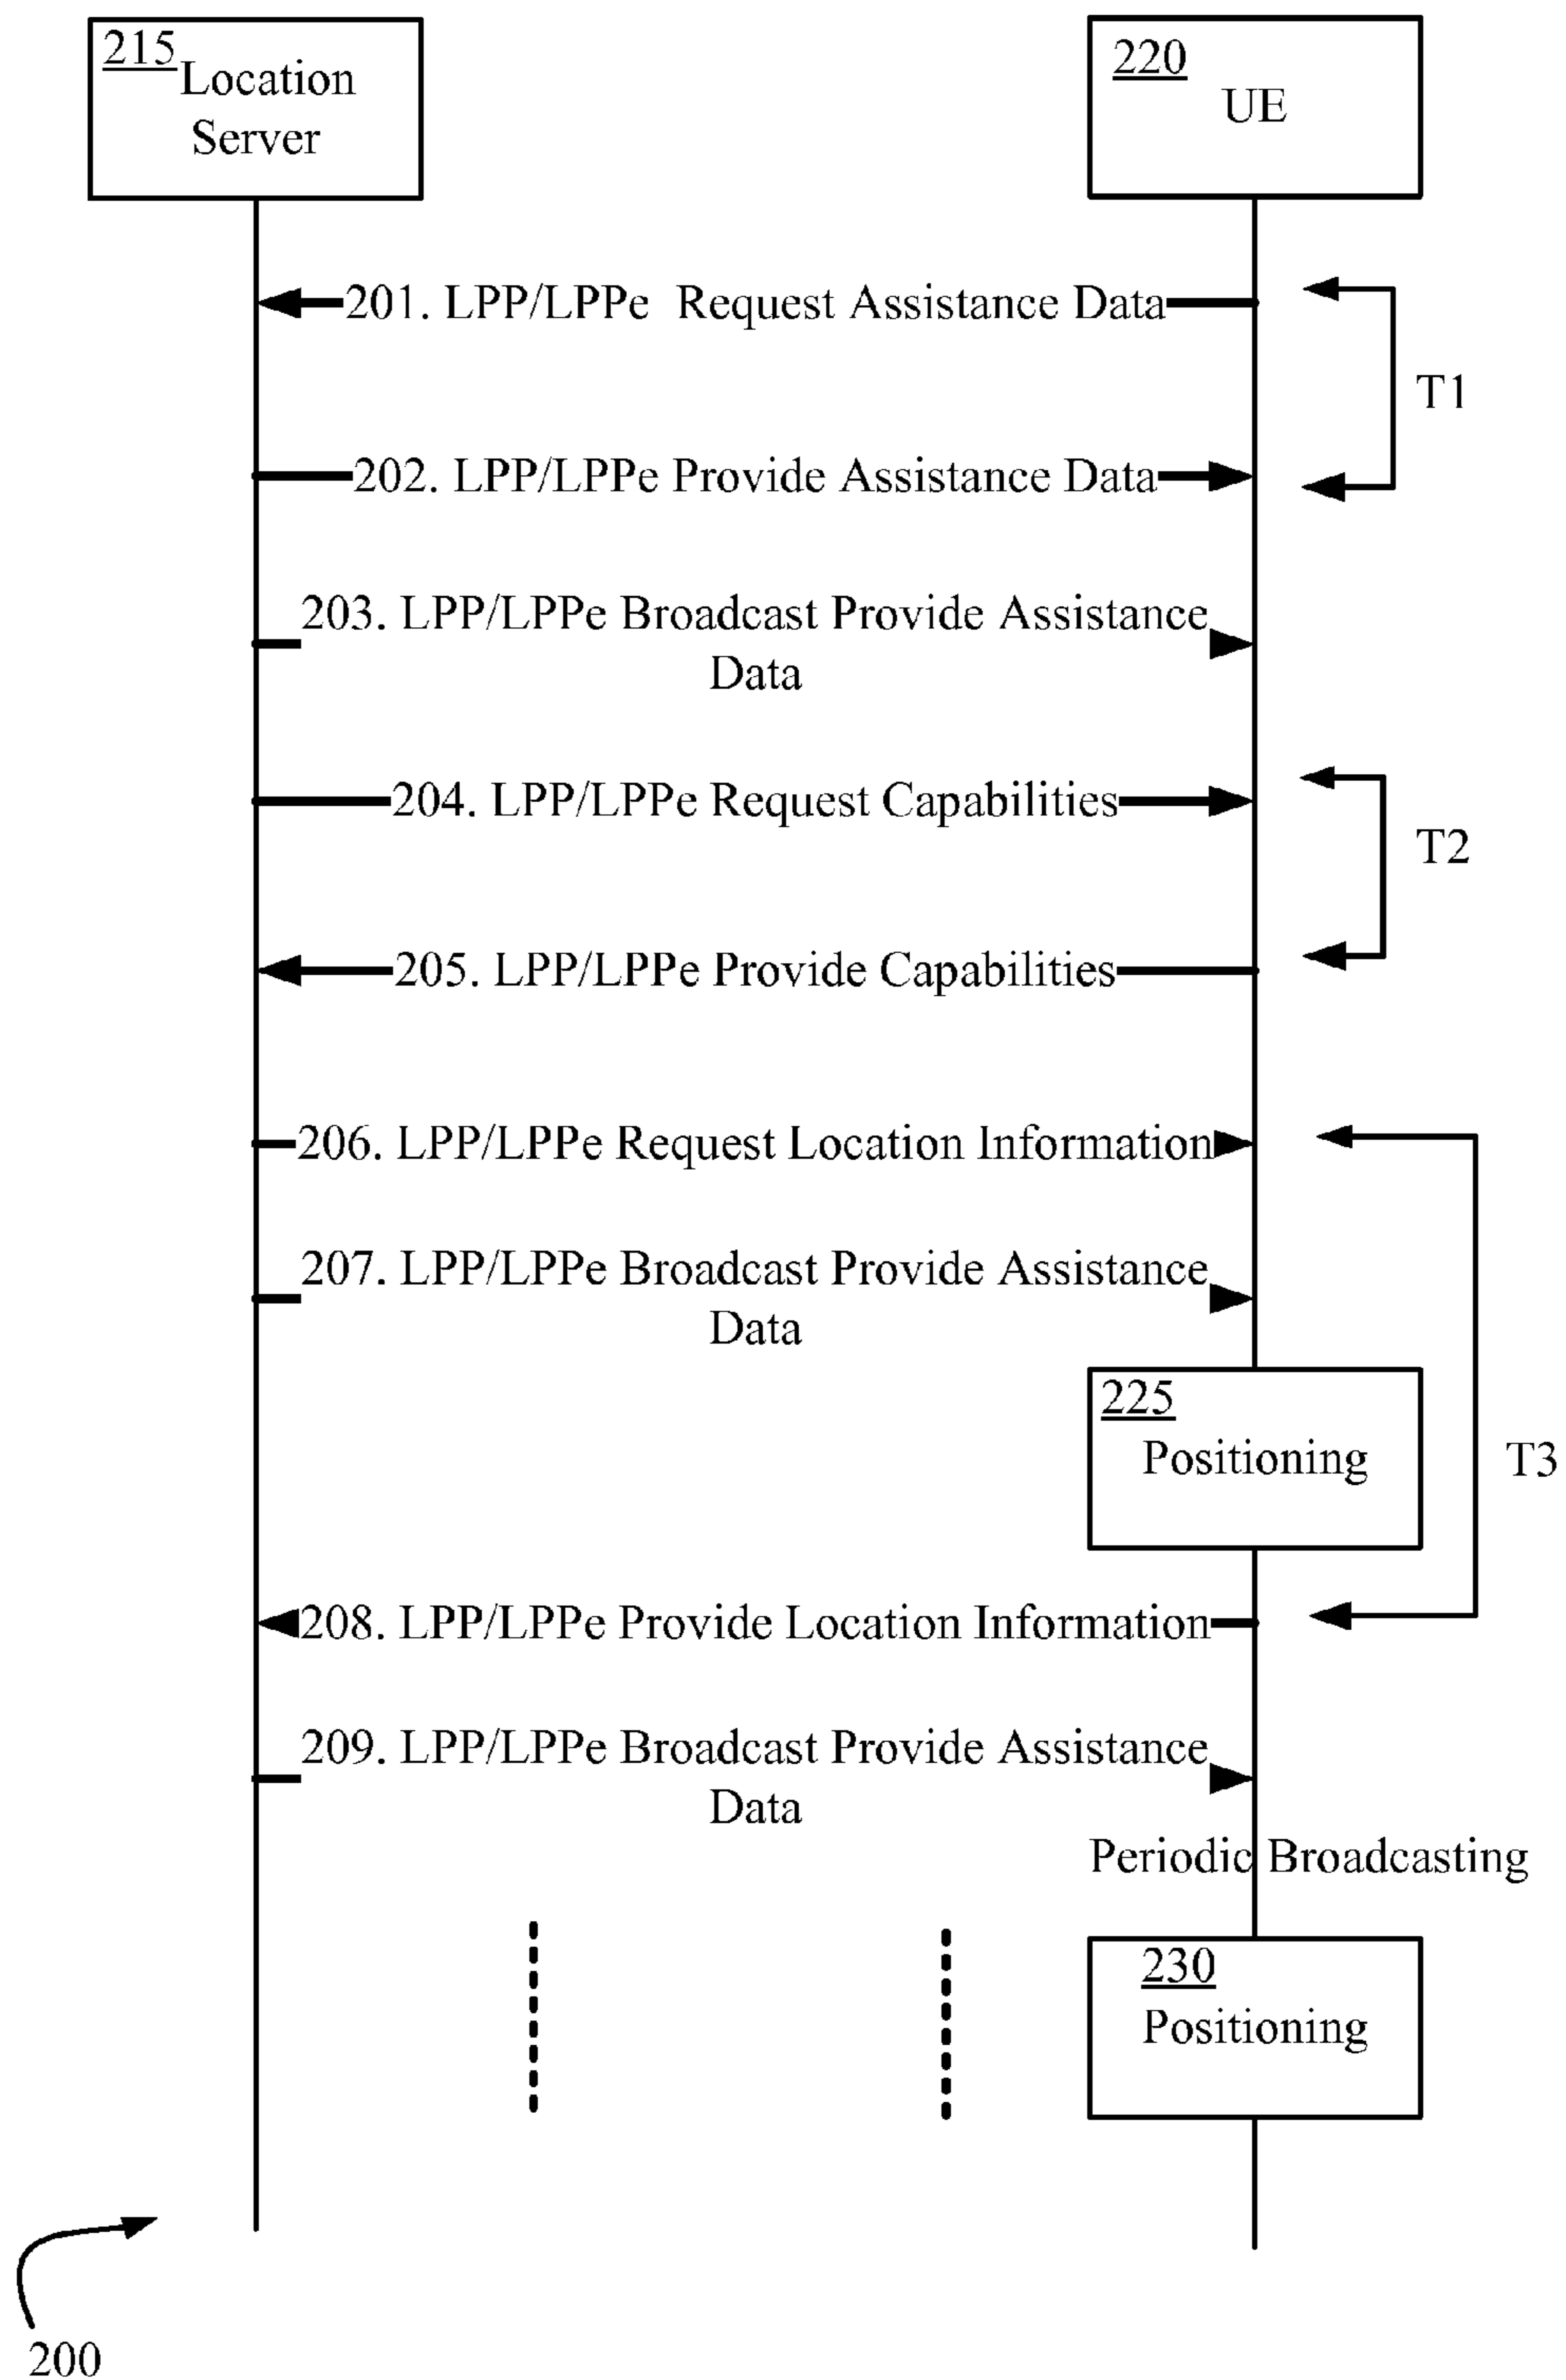 215
Location
Server
220
UE
201. LPP/LPPe Request Assistance Data
T1
202. LPP/LPPe Provide Assistance Data
203. LPP/LPPe Broadcast Provide Assistance
Data
204. LPP/LPPe Request Capabilities
T2
205. LPP/LPPe Provide Capabilities
206. LPP/LPPe Request Location Information
207. LPP/LPPe Broadcast Provide Assistance
Data
225
Positioning
T3
208. LPP/LPPe Provide Location Information
209. LPP/LPPe Broadcast Provide Assistance
Data
Periodic Broadcasting
230
Positioning
200